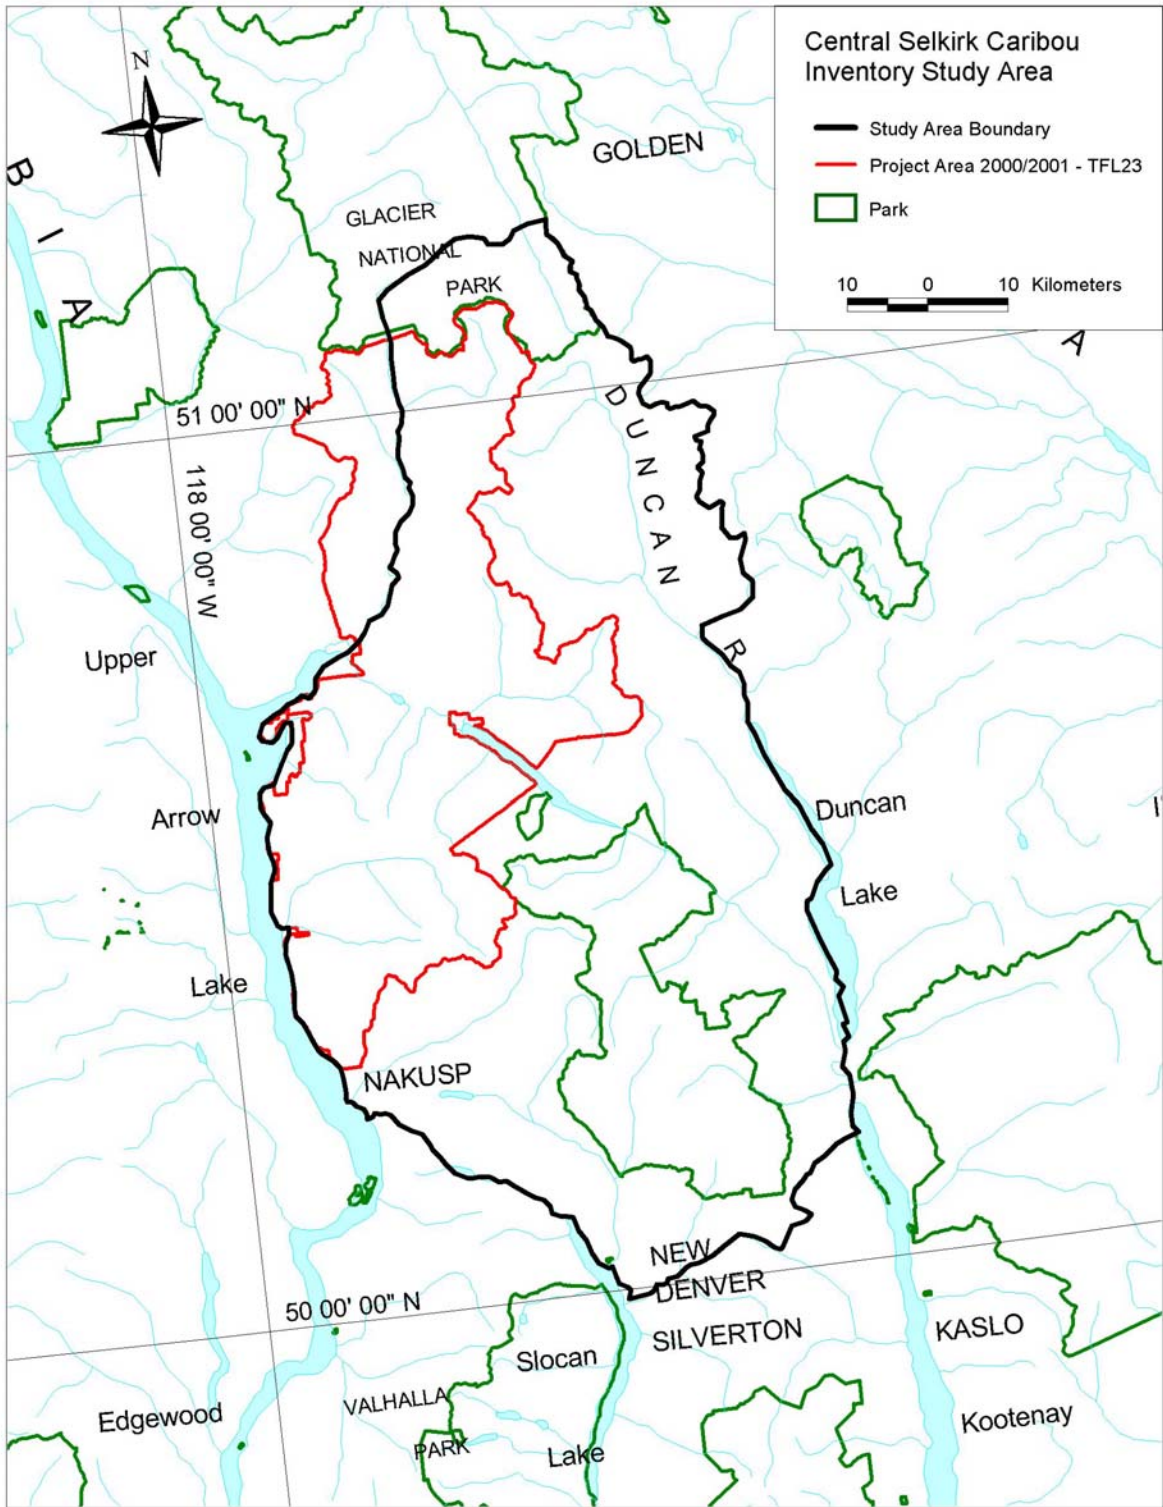 Central Selkirk Caribou
Inventory Study Area
Study Area Boundary
Project Area 2000/2001 - TFL23
Park
10 0 10 Kilometers
N
B I A
GOLDEN
GLACIER
NATIONAL
PARK
A
51 00' 00" N
118 00' 00" W
DUNCAN
R
Upper
Arrow
Lake
Duncan
Lake
NAKUSP
NEW
DENVER
SILVERTON
50 00' 00" N
KASLO
Slocan
Lake
VALHALLA
PARK
Edgewood
Kootenay